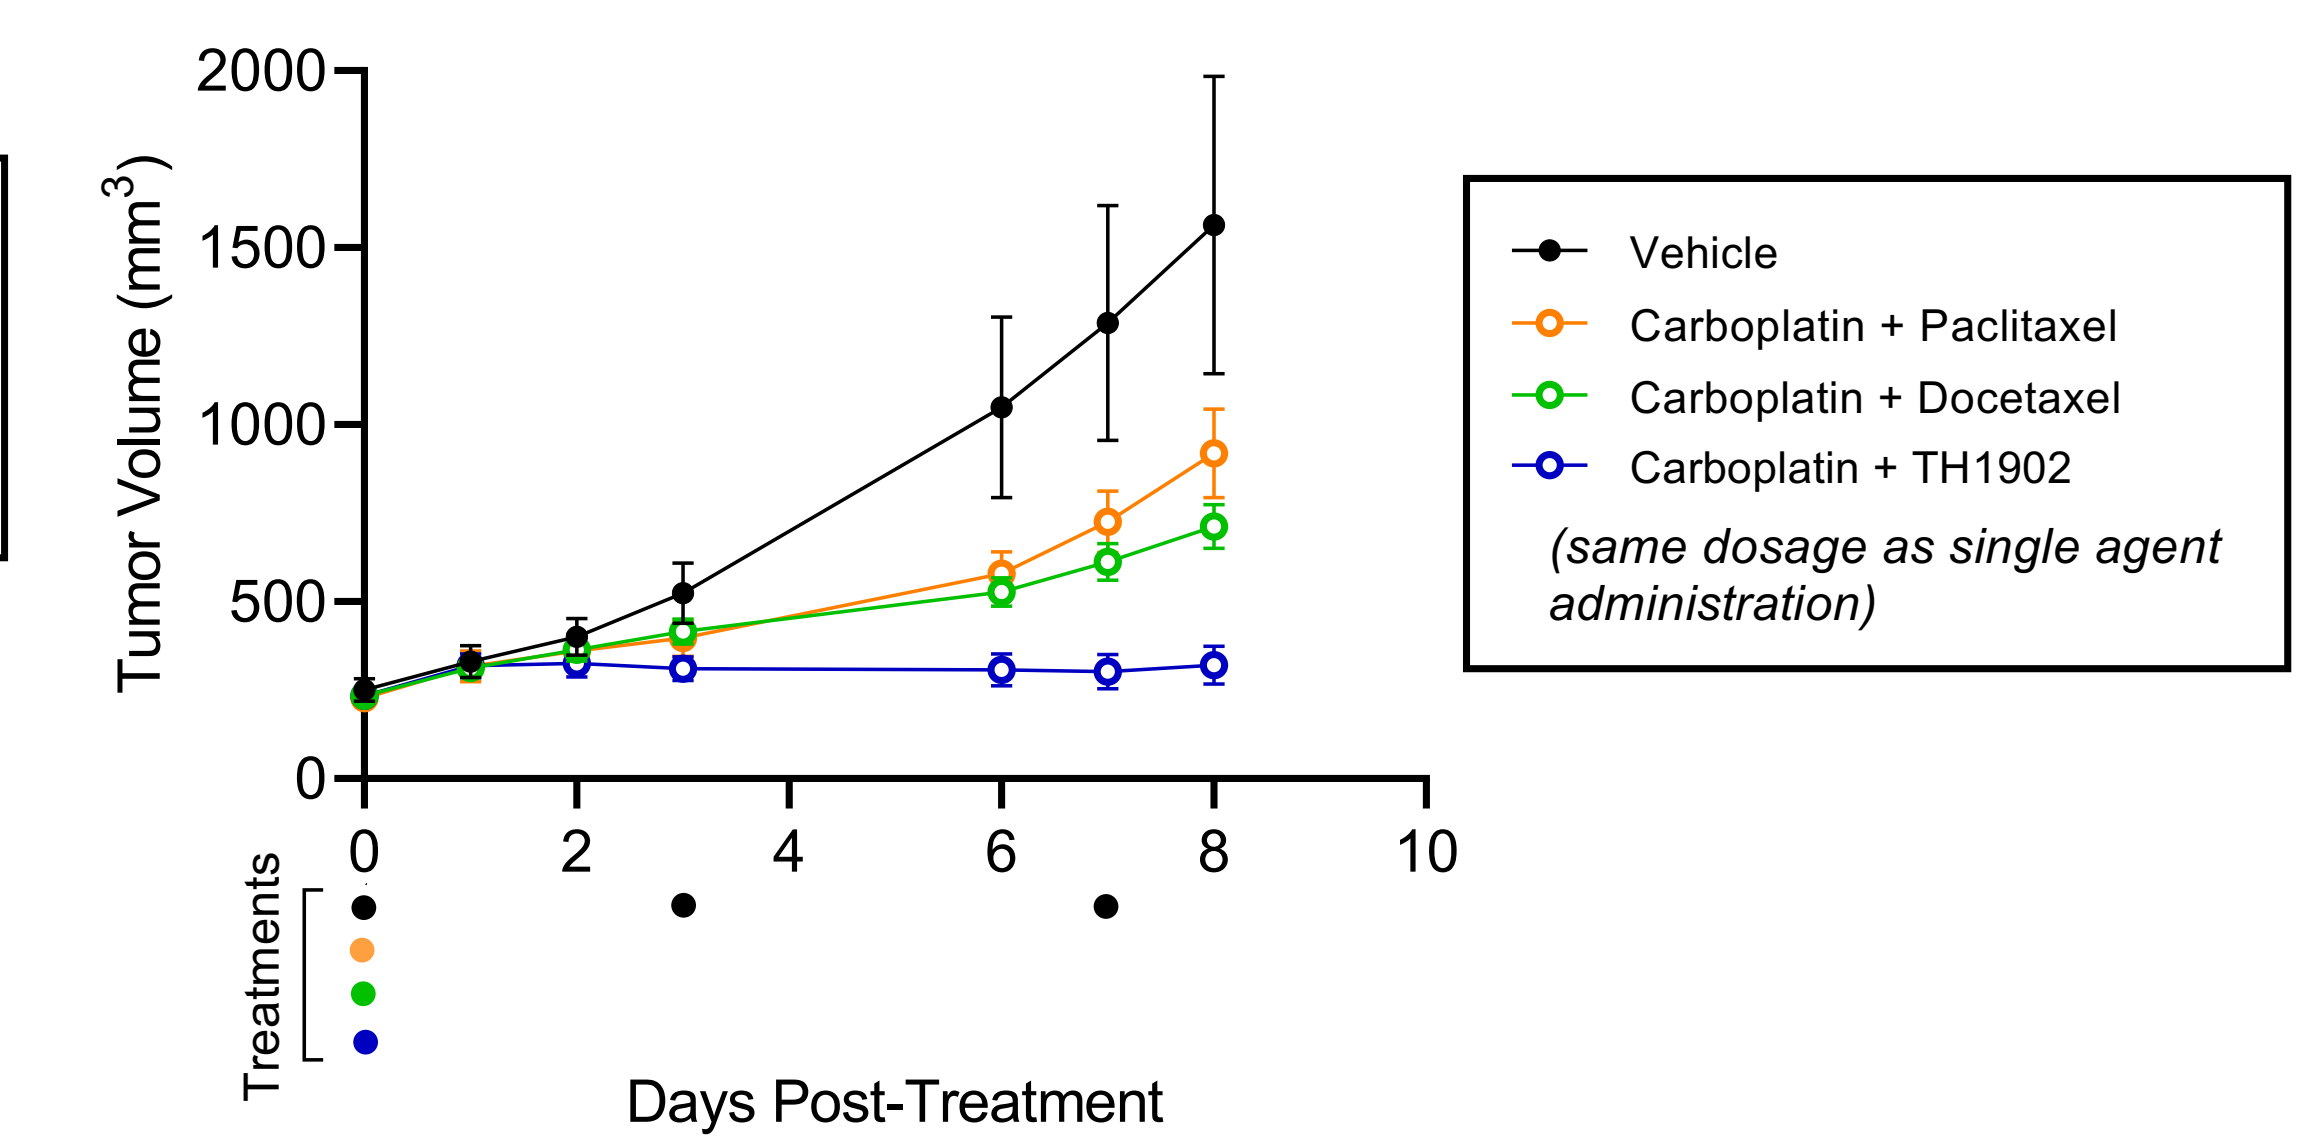 2000
1500
1000
500
0
Tumor Volume (mm³)
0 2 4 6 8 10
Treatments
Days Post-Treatment
Vehicle
Carboplatin + Paclitaxel
Carboplatin + Docetaxel
Carboplatin + TH1902
(same dosage as single agent
administration)